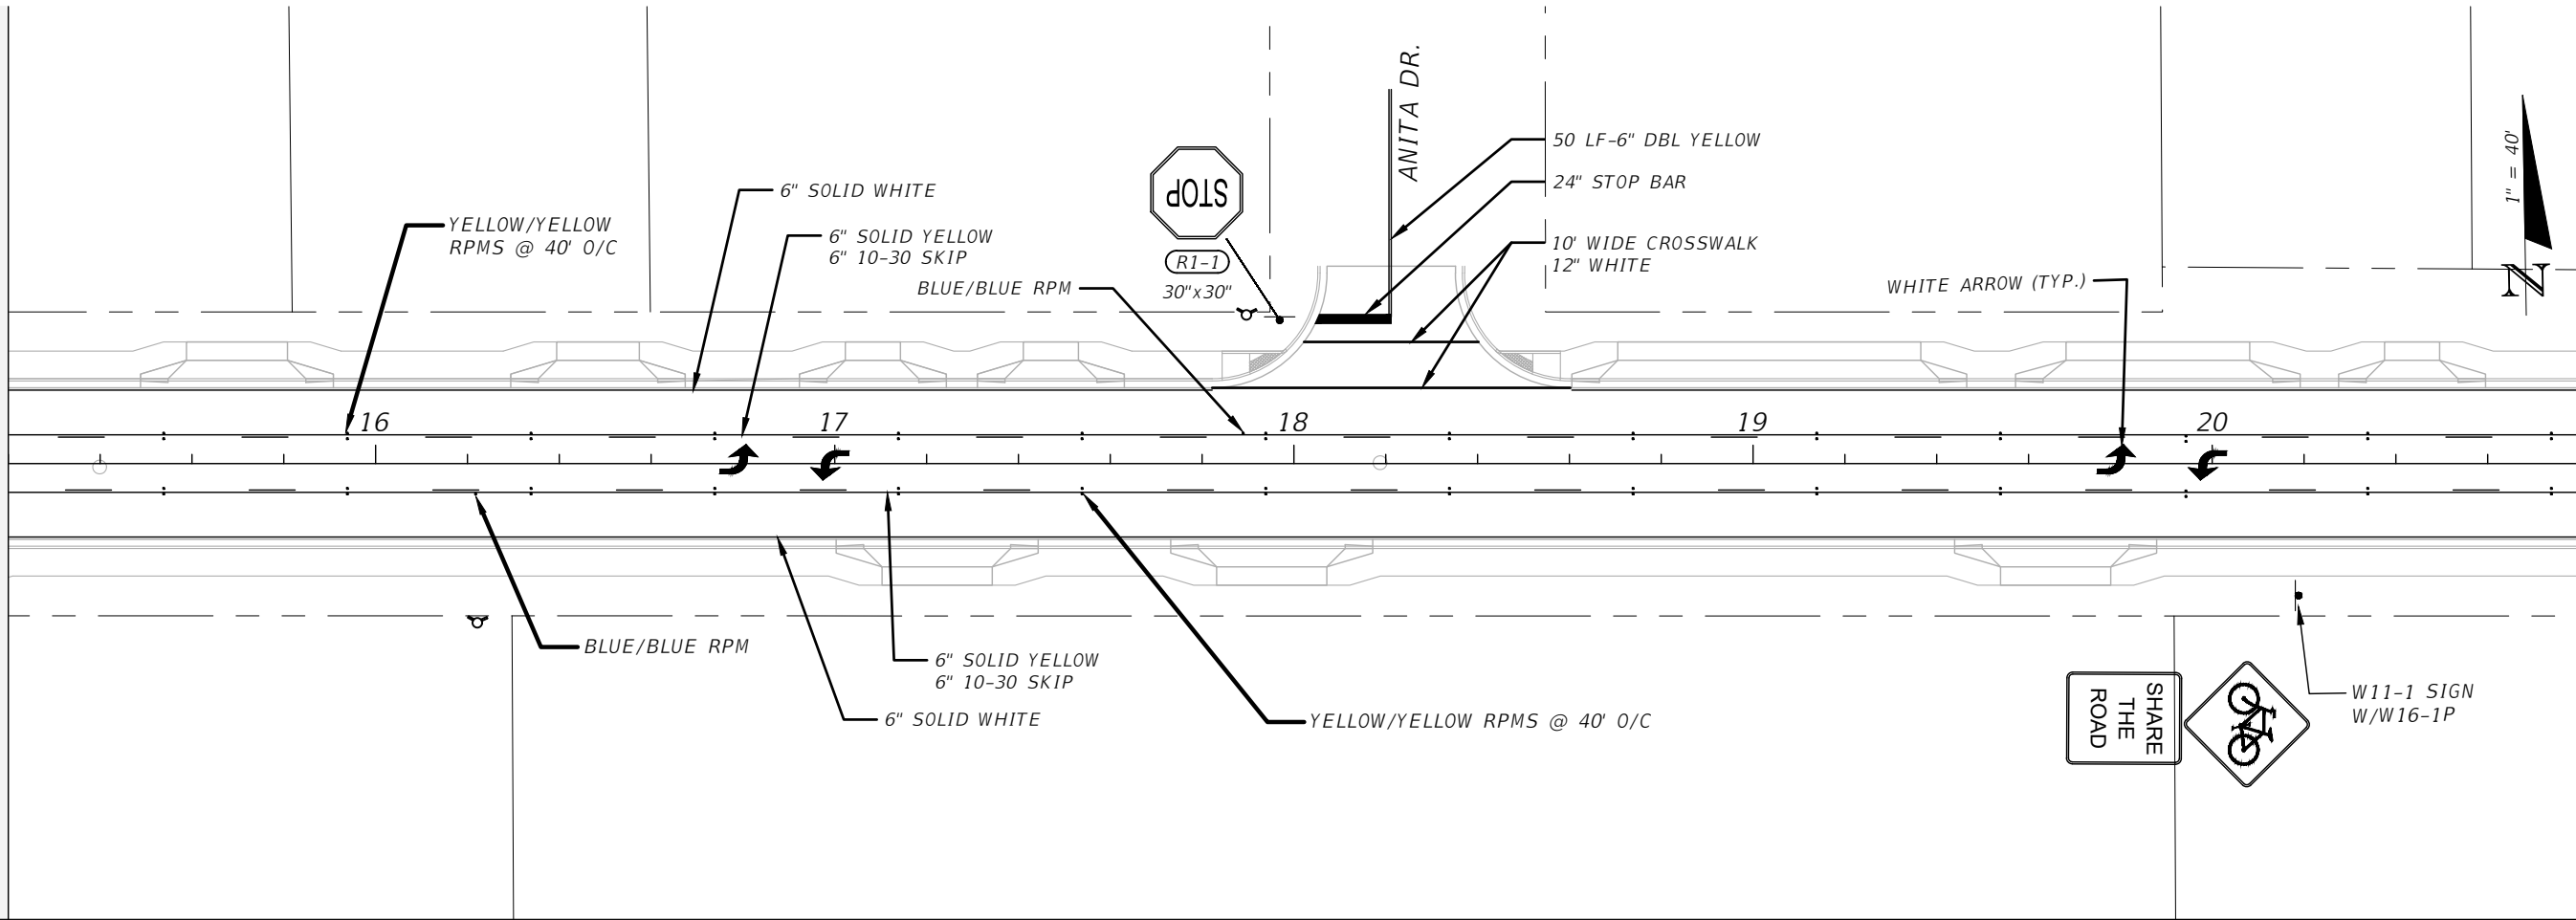 ANITA DR.
50 LF-6" DBL YELLOW
24" STOP BAR
10' WIDE CROSSWALK
12" WHITE
STOP
R1-1
30"x30"
6" SOLID WHITE
YELLOW/YELLOW
RPMS @ 40' O/C
6" SOLID YELLOW
6" 10-30 SKIP
BLUE/BLUE RPM
WHITE ARROW (TYP.)
1" = 40'
N
16
17
18
19
20
BLUE/BLUE RPM
6" SOLID YELLOW
6" 10-30 SKIP
6" SOLID WHITE
YELLOW/YELLOW RPMS @ 40' O/C
SHARE
THE
ROAD
W11-1 SIGN
W/W16-1P